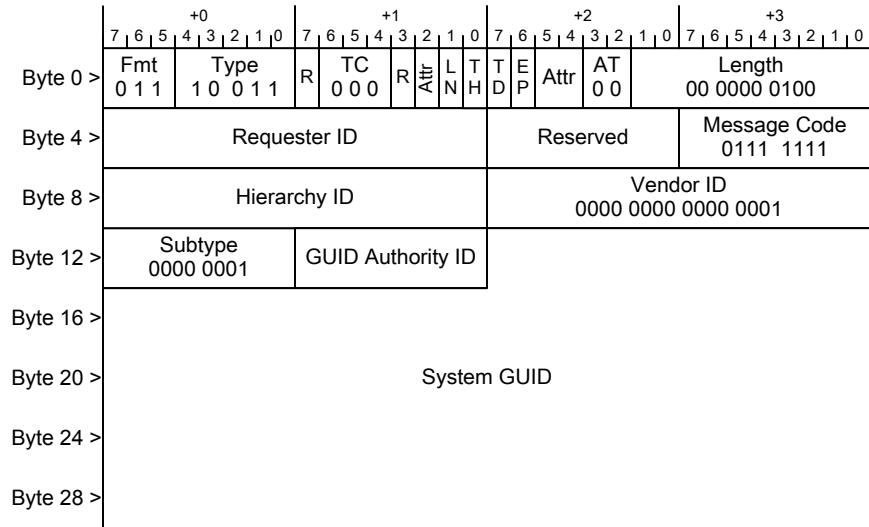 +0 +1 +2 +3
7 6 5 4 3 2 1 0 7 6 5 4 3 2 1 0 7 6 5 4 3 2 1 0 7 6 5 4 3 2 1 0
Byte 0 >
Fmt
0 1 1
Type
1 0 0 1 1
R
TC
0 0 0
R
Attr
L
N
T
H
T
D
E
P
Attr
AT
0 0
Length
00 0000 0100
Byte 4 >
Requester ID
Reserved
Message Code
0111 1111
Byte 8 >
Hierarchy ID
Vendor ID
0000 0000 0000 0001
Byte 12 >
Subtype
0000 0001
GUID Authority ID
Byte 16 >
Byte 20 >
System GUID
Byte 24 >
Byte 28 >